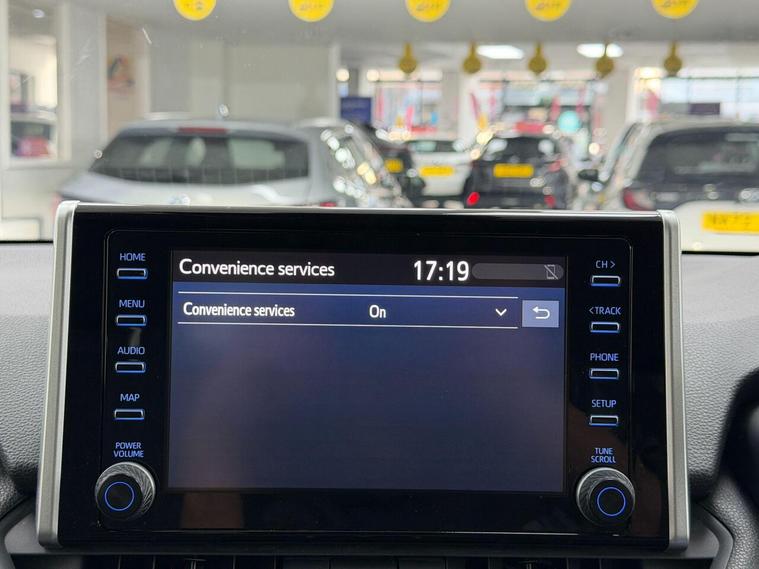 HOME
MENU
AUDIO
MAP
POWER
VOLUME
Convenience services 17:19
Convenience services On
CH >
< TRACK
PHONE
SETUP
TUNE
SCROLL